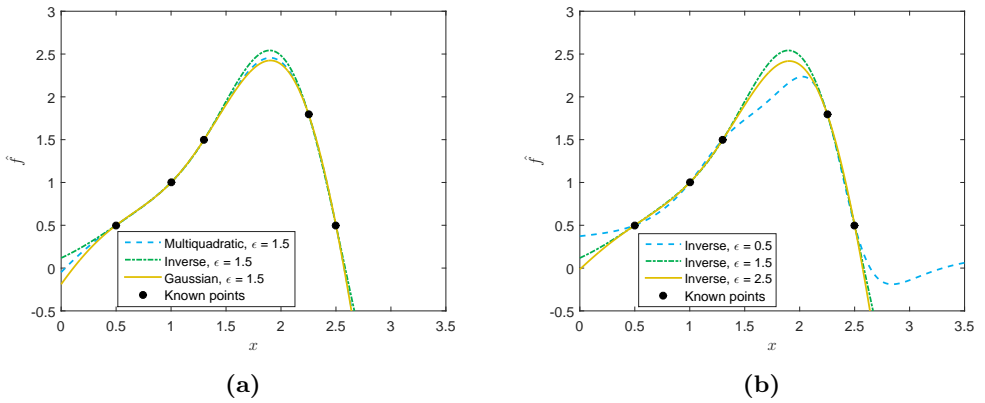 3
2.5
2
1.5
1
0.5
0
-0.5
f̂
0 0.5 1 1.5 2 2.5 3 3.5
x
Multiquadratic, ϵ = 1.5
Inverse, ϵ = 1.5
Gaussian, ϵ = 1.5
Known points
(a)
3
2.5
2
1.5
1
0.5
0
-0.5
f̂
0 0.5 1 1.5 2 2.5 3 3.5
x
Inverse, ϵ = 0.5
Inverse, ϵ = 1.5
Inverse, ϵ = 2.5
Known points
(b)